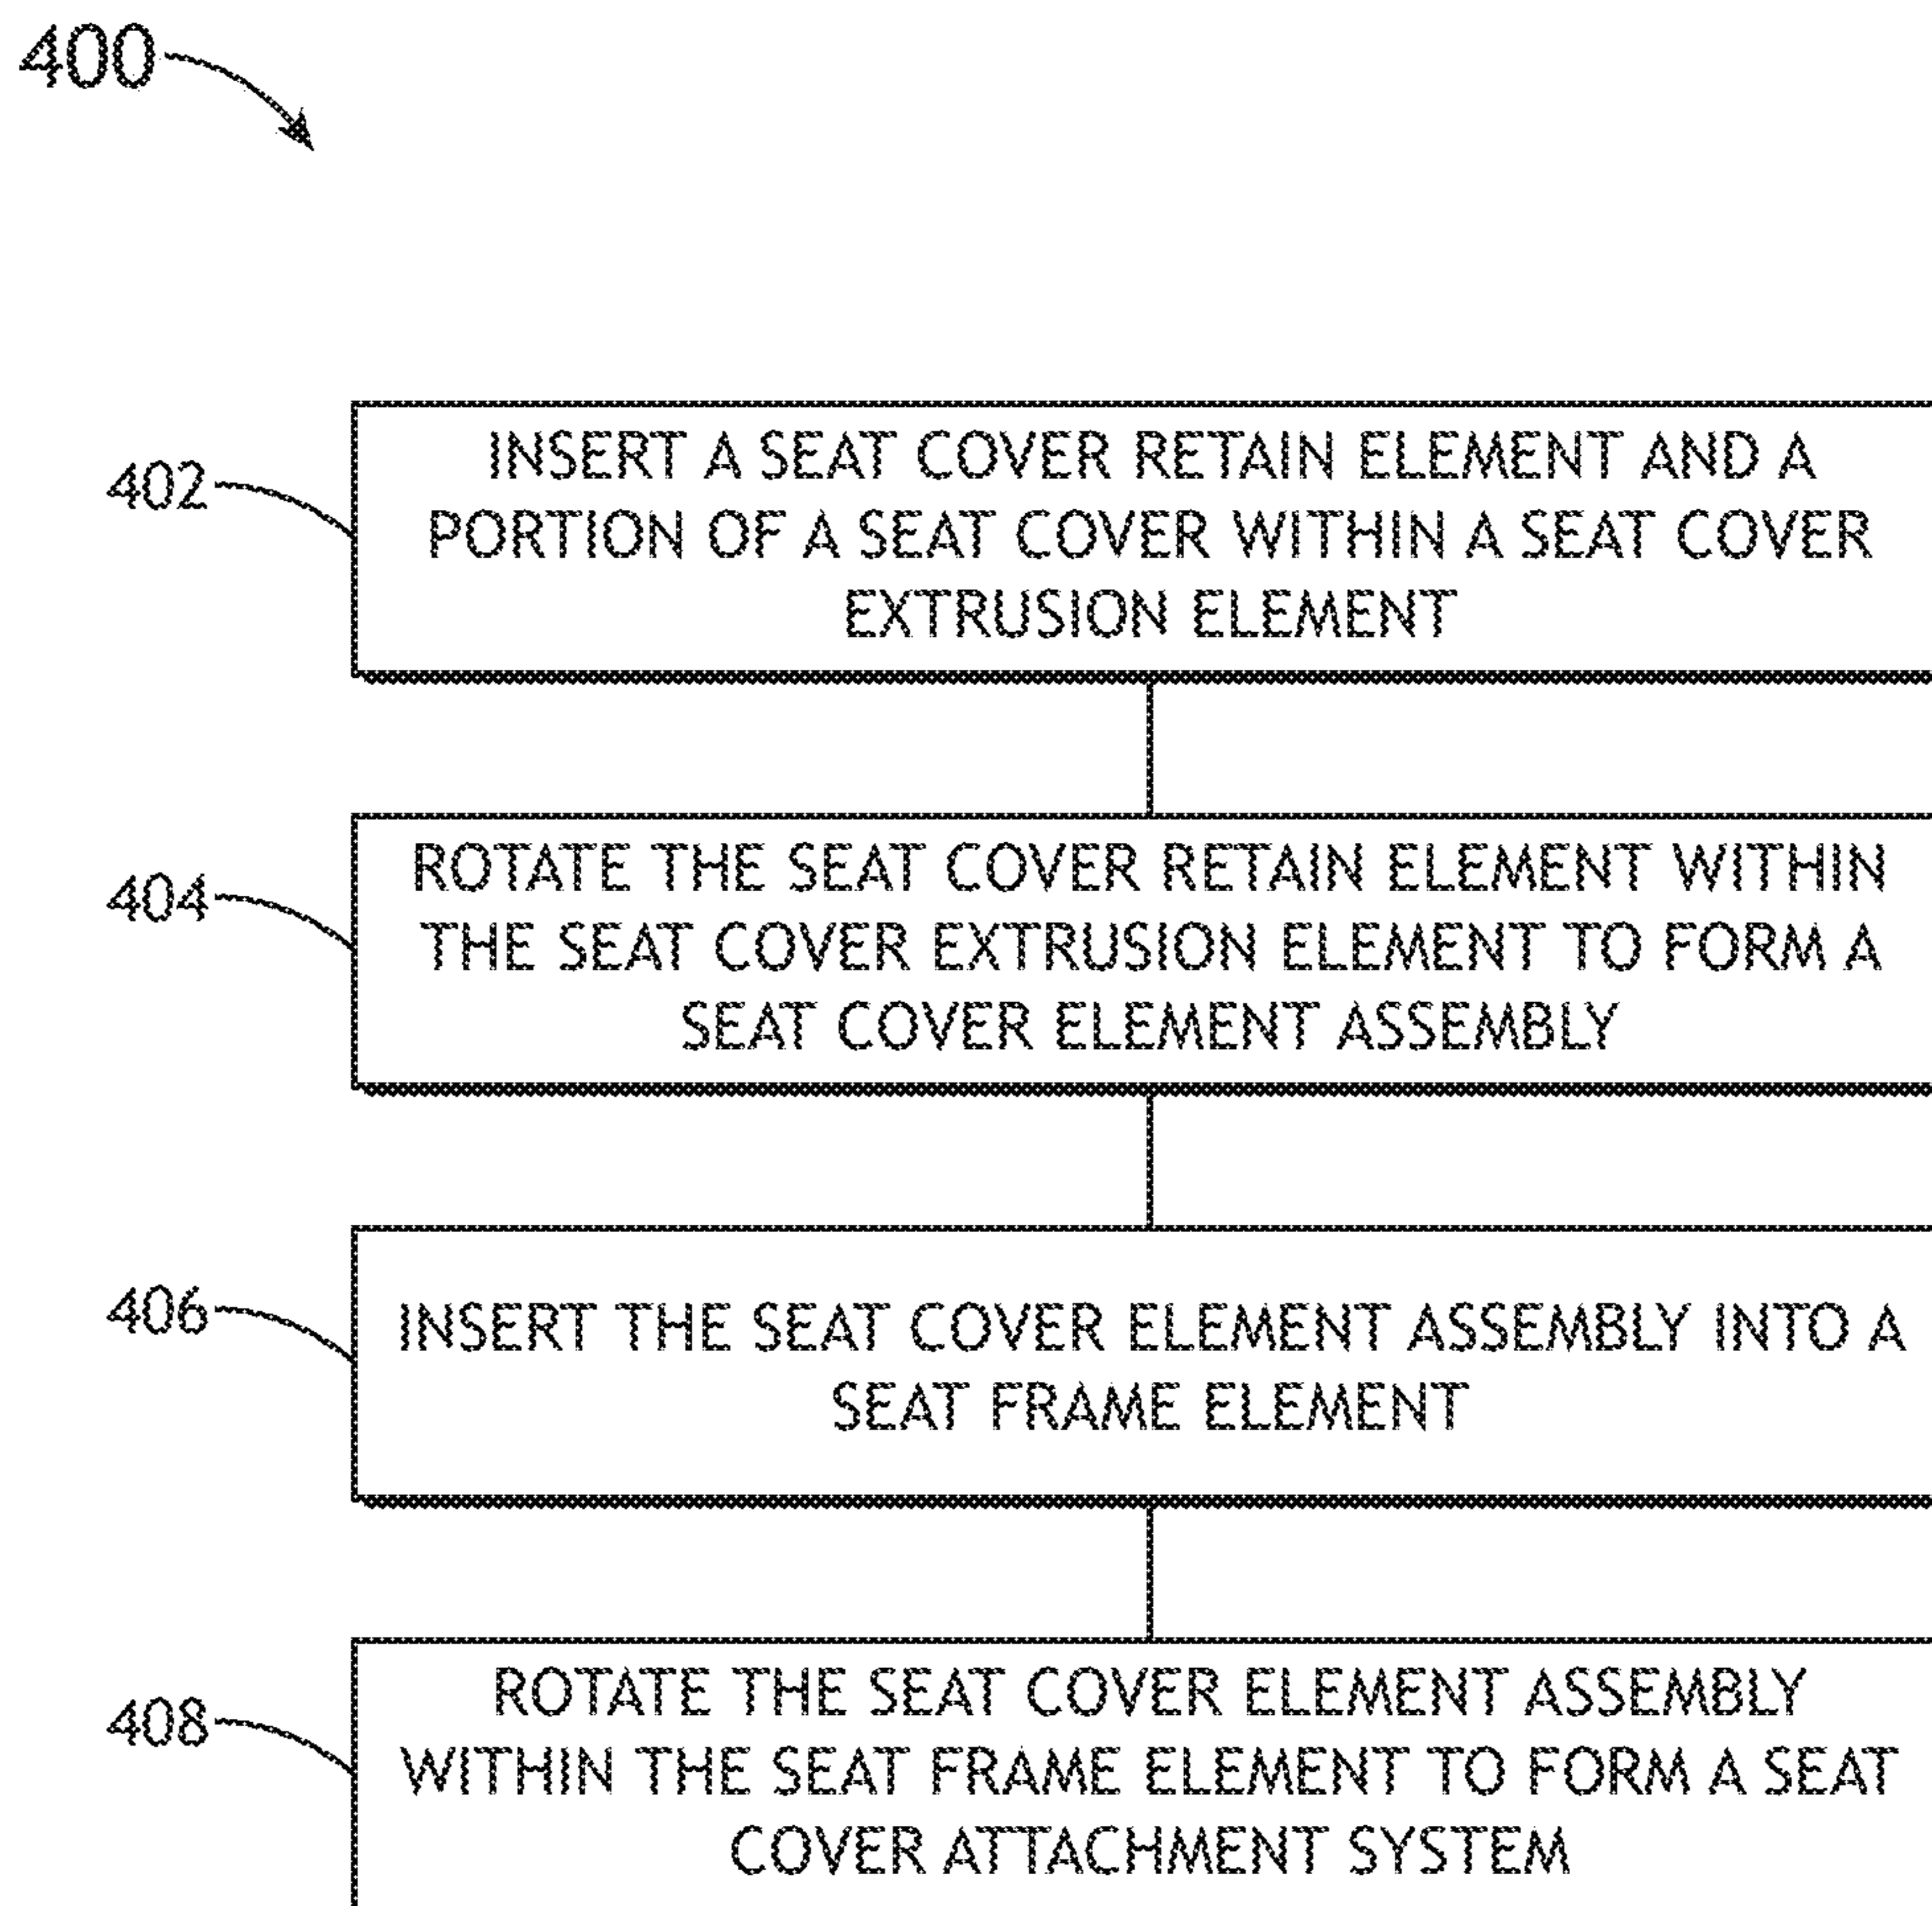 400
402
INSERT A SEAT COVER RETAIN ELEMENT AND A
PORTION OF A SEAT COVER WITHIN A SEAT COVER
EXTRUSION ELEMENT
404
ROTATE THE SEAT COVER RETAIN ELEMENT WITHIN
THE SEAT COVER EXTRUSION ELEMENT TO FORM A
SEAT COVER ELEMENT ASSEMBLY
406
INSERT THE SEAT COVER ELEMENT ASSEMBLY INTO A
SEAT FRAME ELEMENT
408
ROTATE THE SEAT COVER ELEMENT ASSEMBLY
WITHIN THE SEAT FRAME ELEMENT TO FORM A SEAT
COVER ATTACHMENT SYSTEM